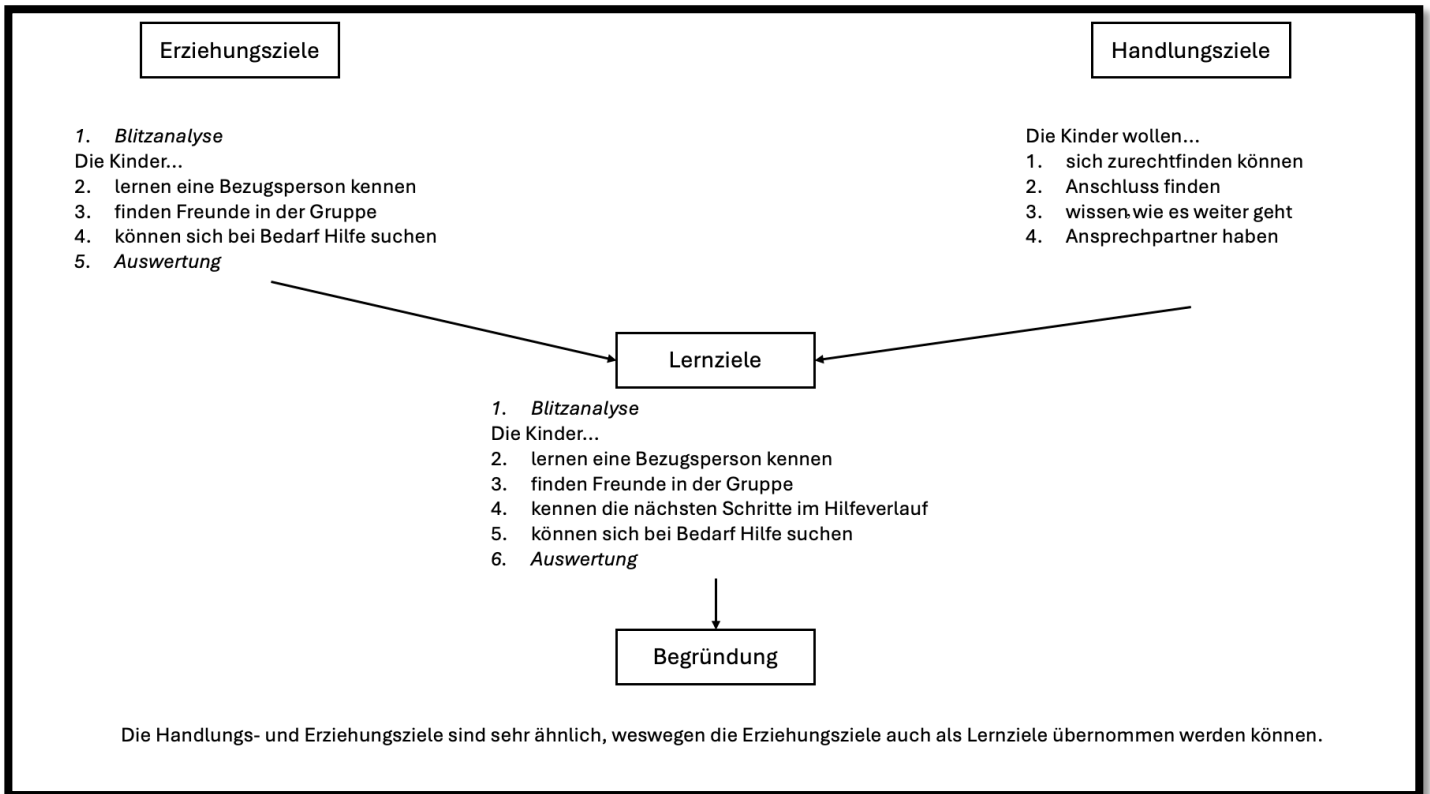 Erziehungsziele
1. Blitzanalyse
Die Kinder...
2. lernen eine Bezugsperson kennen
3. finden Freunde in der Gruppe
4. können sich bei Bedarf Hilfe suchen
5. Auswertung
Handlungsziele
Die Kinder wollen...
1. sich zurechtfinden können
2. Anschluss finden
3. wissen, wie es weiter geht
4. Ansprechpartner haben
Lernziele
1. Blitzanalyse
Die Kinder...
2. lernen eine Bezugsperson kennen
3. finden Freunde in der Gruppe
4. kennen die nächsten Schritte im Hilfeverlauf
5. können sich bei Bedarf Hilfe suchen
6. Auswertung
Begründung
Die Handlungs- und Erziehungsziele sind sehr ähnlich, weswegen die Erziehungsziele auch als Lernziele übernommen werden können.